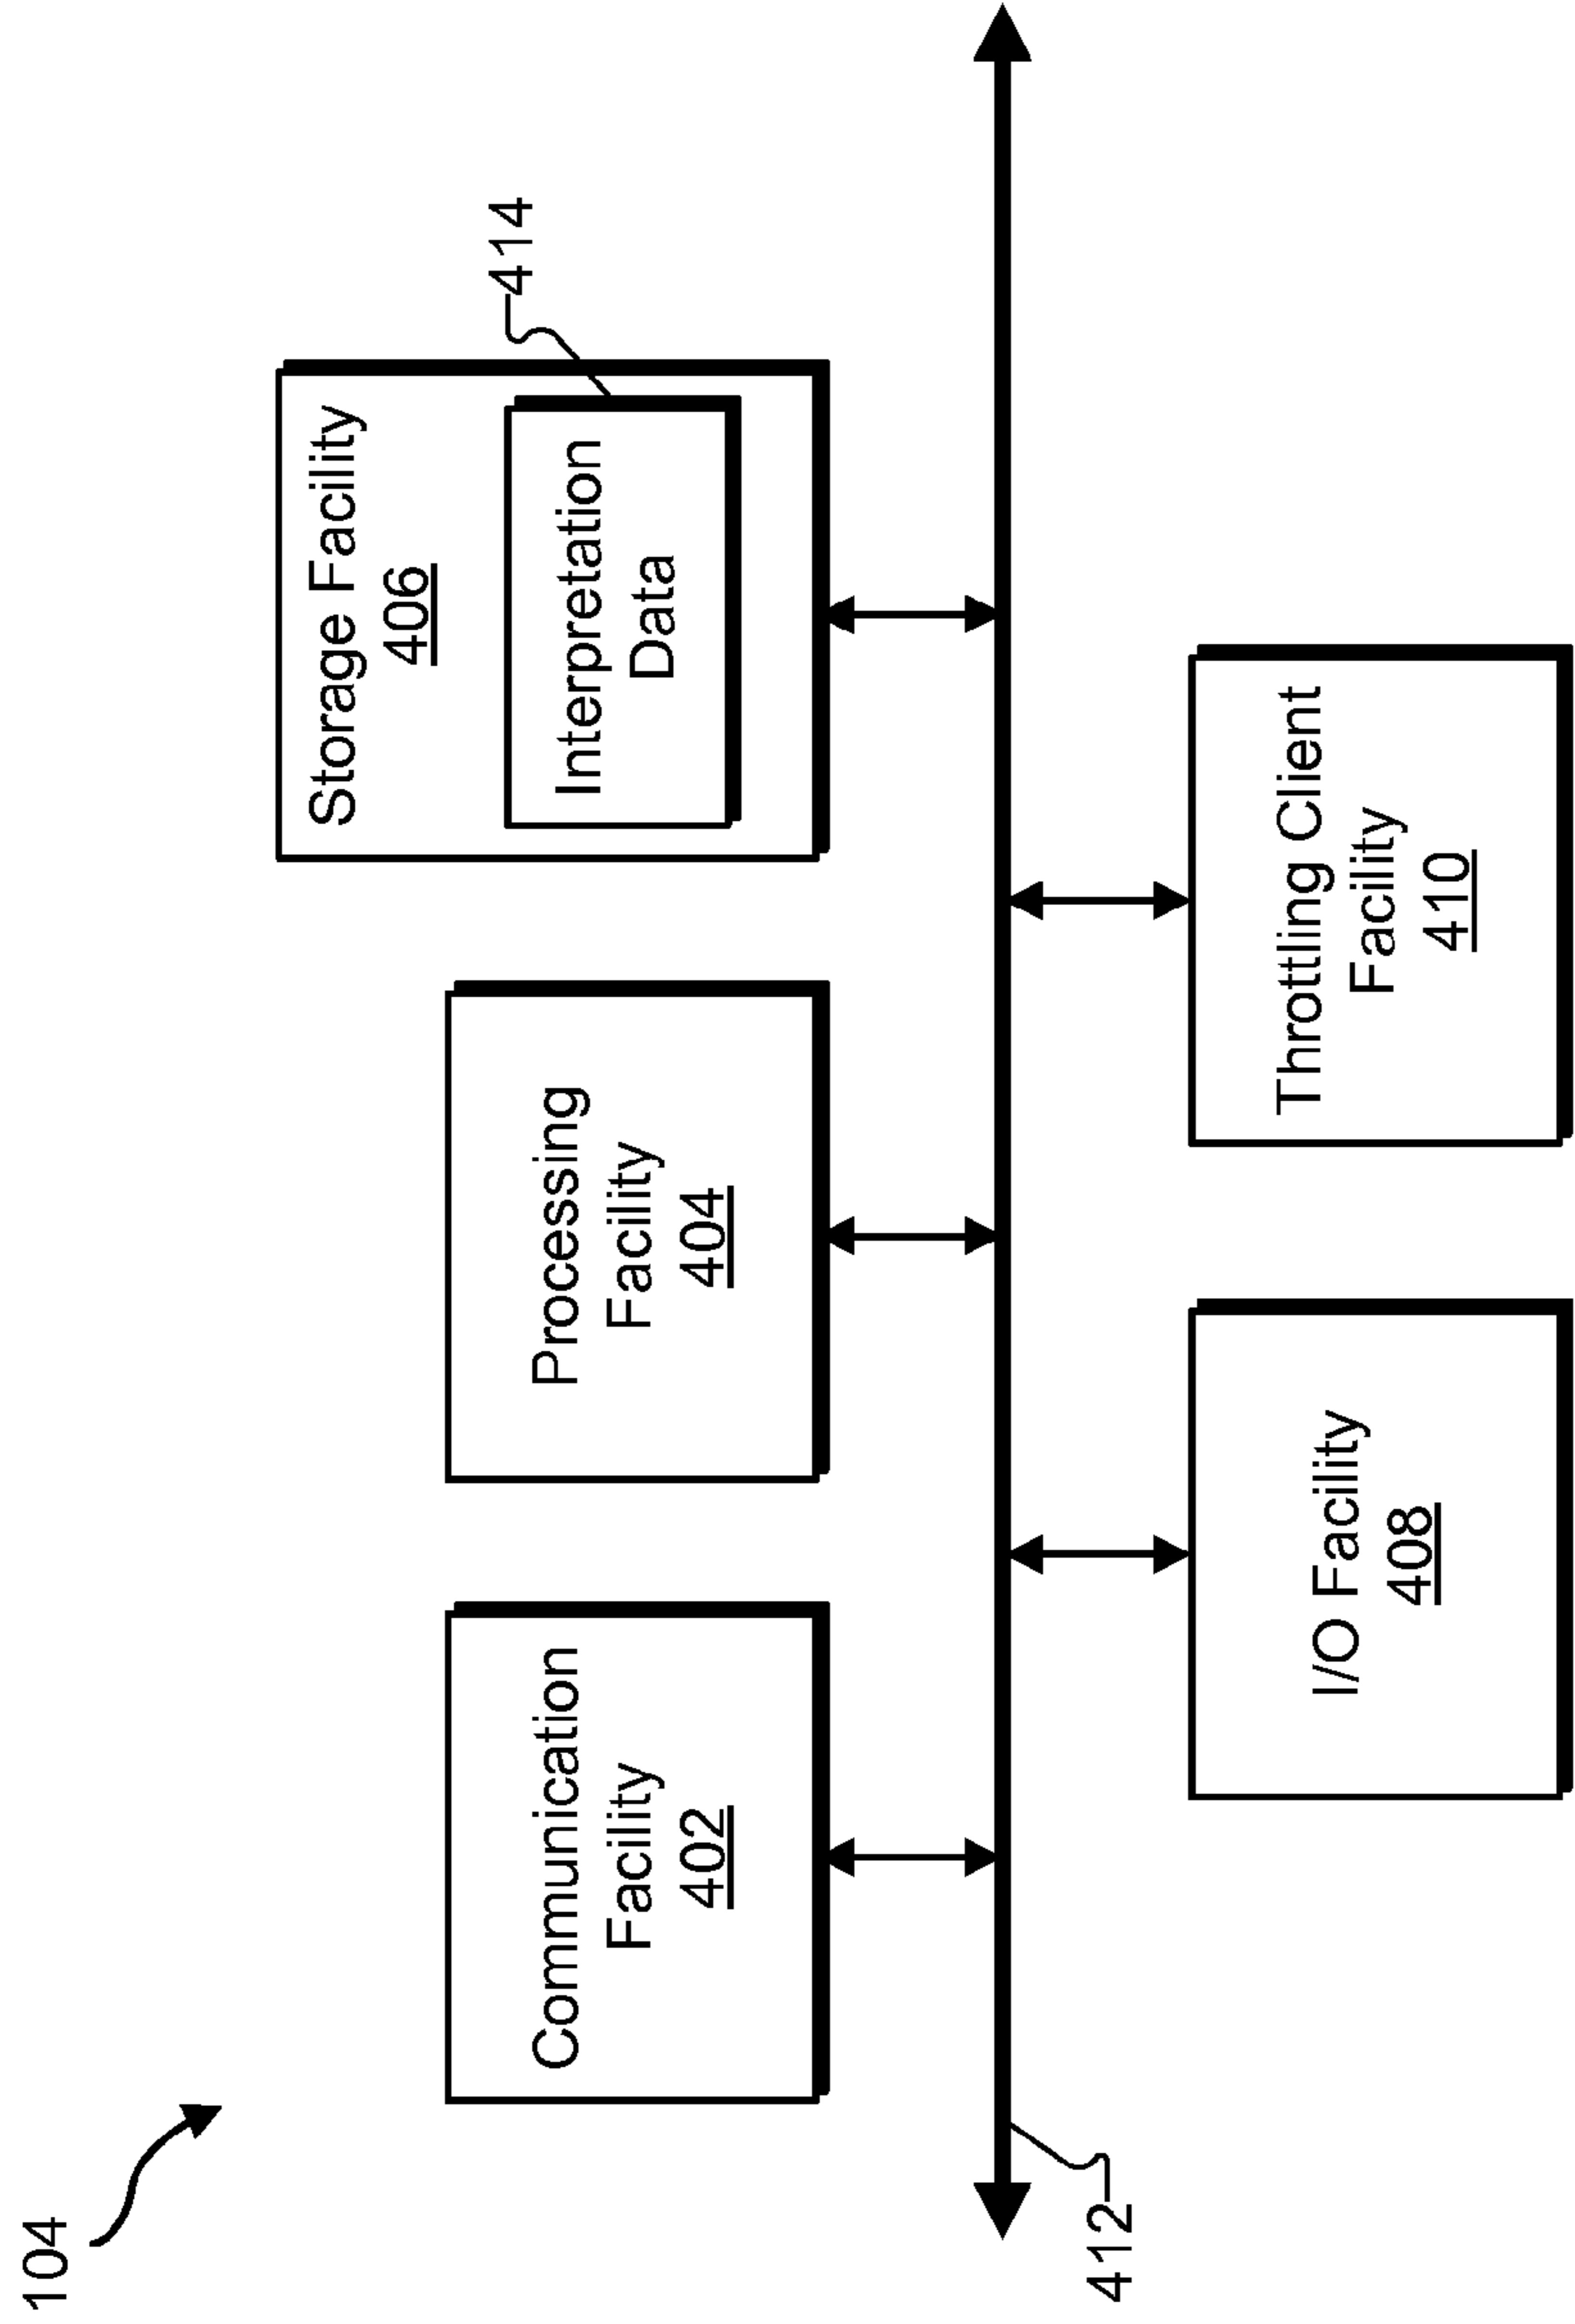 104
Communication
Facility
402
Processing
Facility
404
Storage Facility
406
Interpretation
Data
414
412
I/O Facility
408
Throttling Client
Facility
410